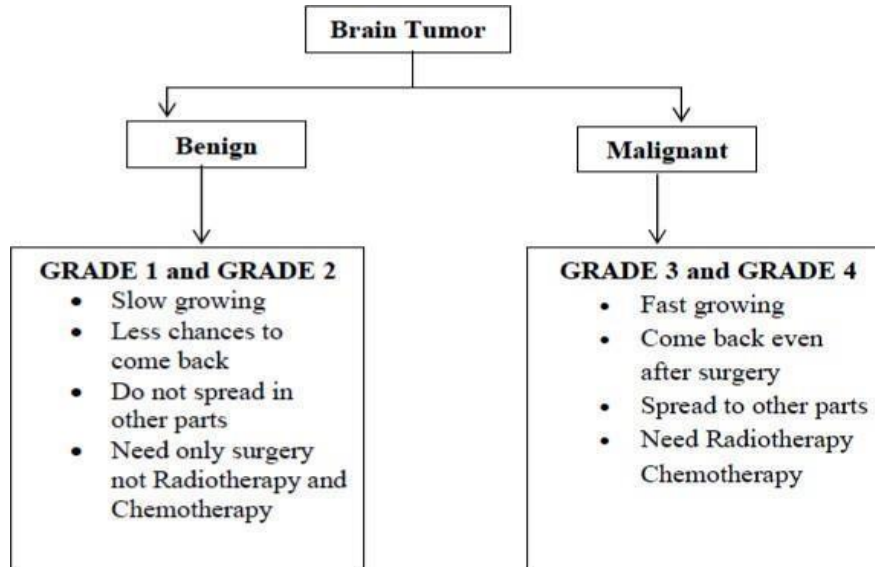 Brain Tumor
Benign
Malignant
GRADE 1 and GRADE 2
• Slow growing
• Less chances to
come back
• Do not spread in
other parts
• Need only surgery
not Radiotherapy and
Chemotherapy
GRADE 3 and GRADE 4
• Fast growing
• Come back even
after surgery
• Spread to other parts
• Need Radiotherapy
Chemotherapy